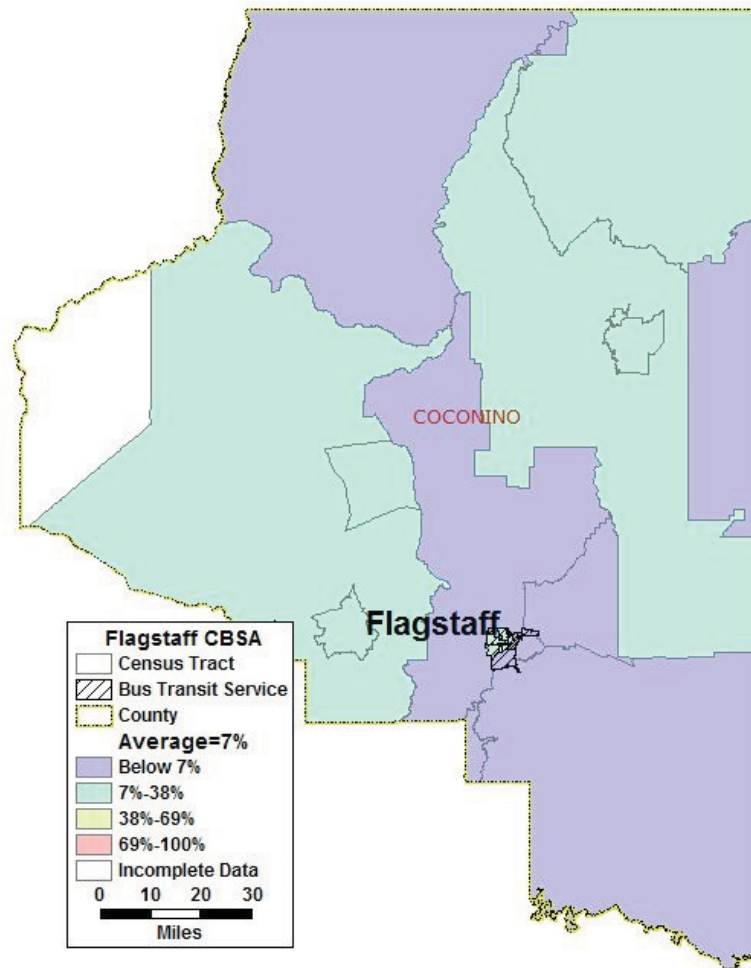 COCONINO
Flagstaff
Flagstaff CBSA
Census Tract
Bus Transit Service
County
Average=7%
Below 7%
7%-38%
38%-69%
69%-100%
Incomplete Data
0 10 20 30
Miles